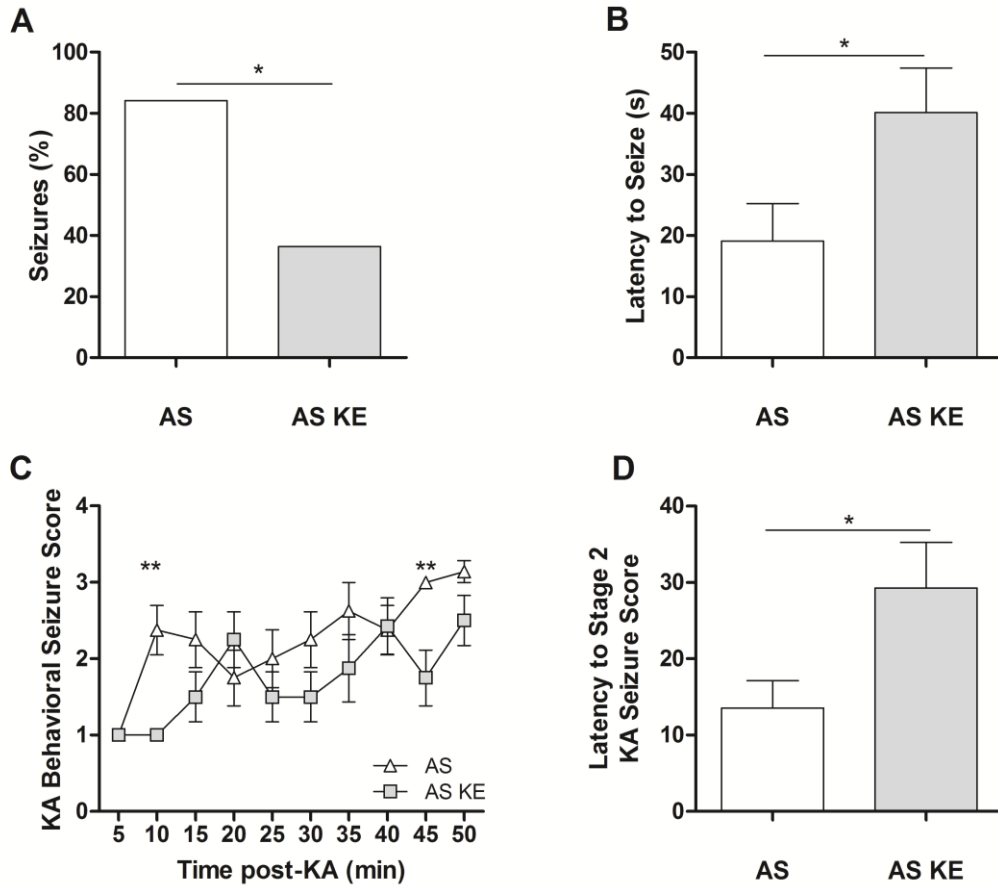 A
Seizures (%)
100
80
60
40
20
0
*
AS AS KE
B
Latency to Seize (s)
50
40
30
20
10
0
*
AS AS KE
C
KA Behavioral Seizure Score
4
3
2
1
0
**
**
AS
AS KE
5 10 15 20 25 30 35 40 45 50
Time post-KA (min)
D
Latency to Stage 2
KA Seizure Score
40
30
20
10
0
*
AS AS KE